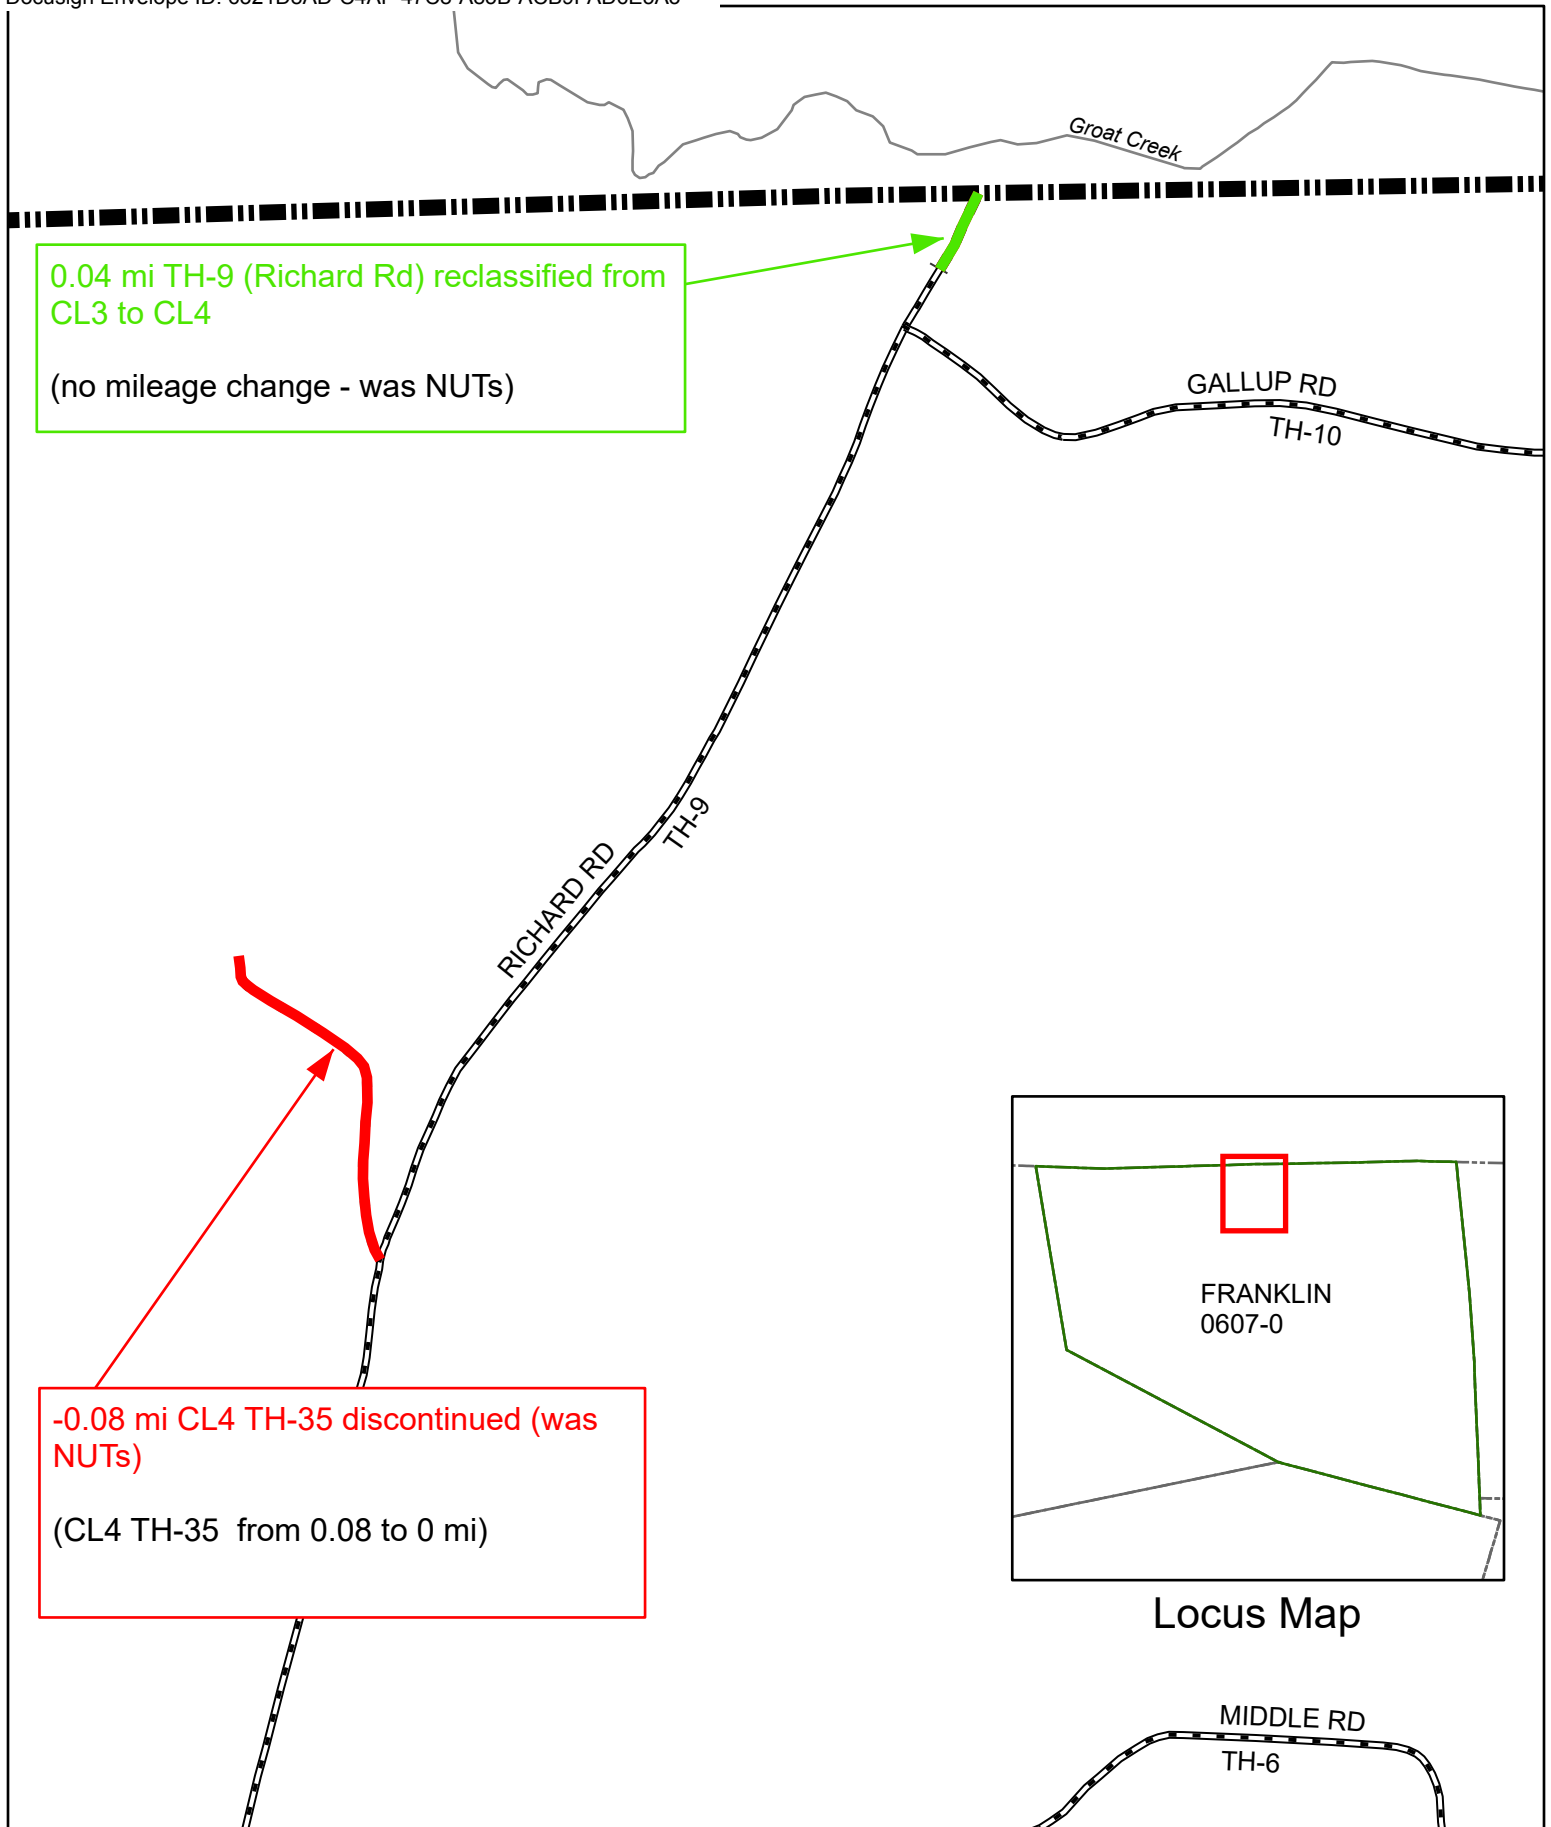 Groat Creek
0.04 mi TH-9 (Richard Rd) reclassified from
CL3 to CL4
(no mileage change - was NUTs)
GALLUP RD
TH-10
TH-9
RICHARD RD
-0.08 mi CL4 TH-35 discontinued (was
NUTs)
(CL4 TH-35  from 0.08 to 0 mi)
FRANKLIN
0607-0
Locus Map
MIDDLE RD
TH-6